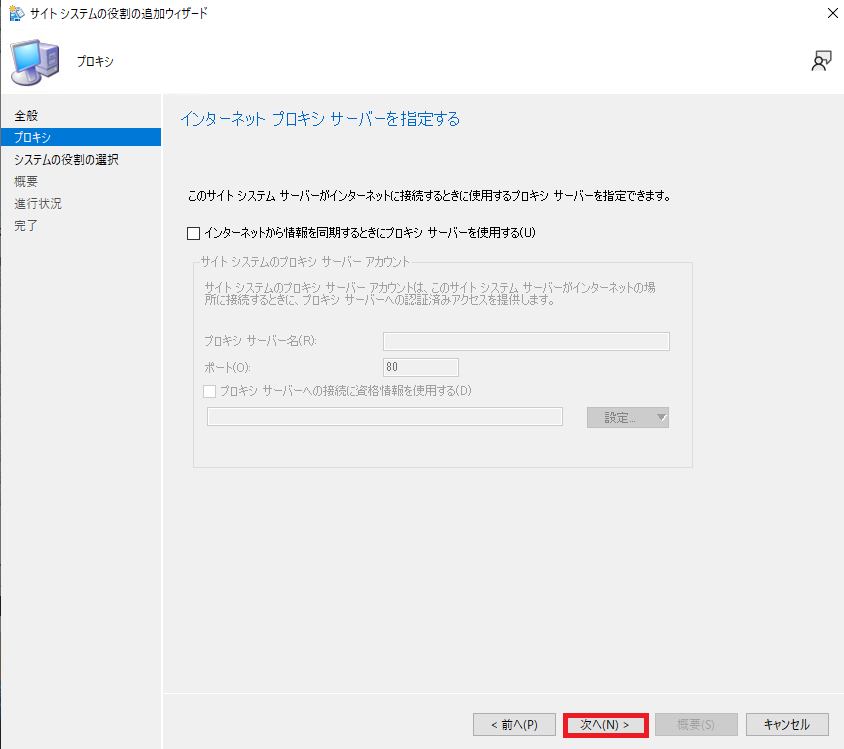 サイト システムの役割の追加ウィザード
プロキシ
全般
プロキシ
システムの役割の選択
概要
進行状況
完了
インターネット プロキシ サーバーを指定する
このサイト システム サーバーがインターネットに接続するときに使用するプロキシ サーバーを指定できます。
インターネットから情報を同期するときにプロキシ サーバーを使用する(U)
サイト システムのプロキシ サーバー アカウント
サイト システムのプロキシ サーバー アカウントは、このサイト システム サーバーがインターネットの場
所に接続するときに、プロキシ サーバーへの認証済みアクセスを提供します。
プロキシ サーバー名(R):
ポート(O):
80
プロキシ サーバーへの接続に資格情報を使用する(D)
設定...
< 前へ(P)
次へ(N) >
概要(S)
キャンセル